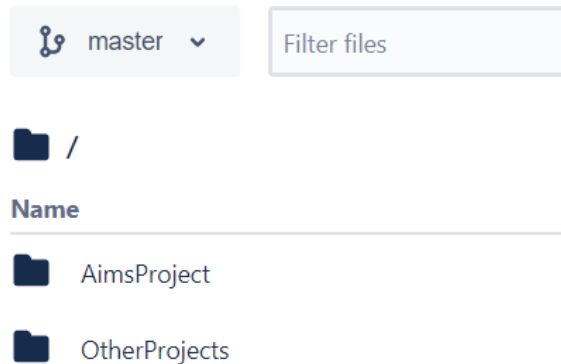 master
Filter files
/
Name
AimsProject
OtherProjects